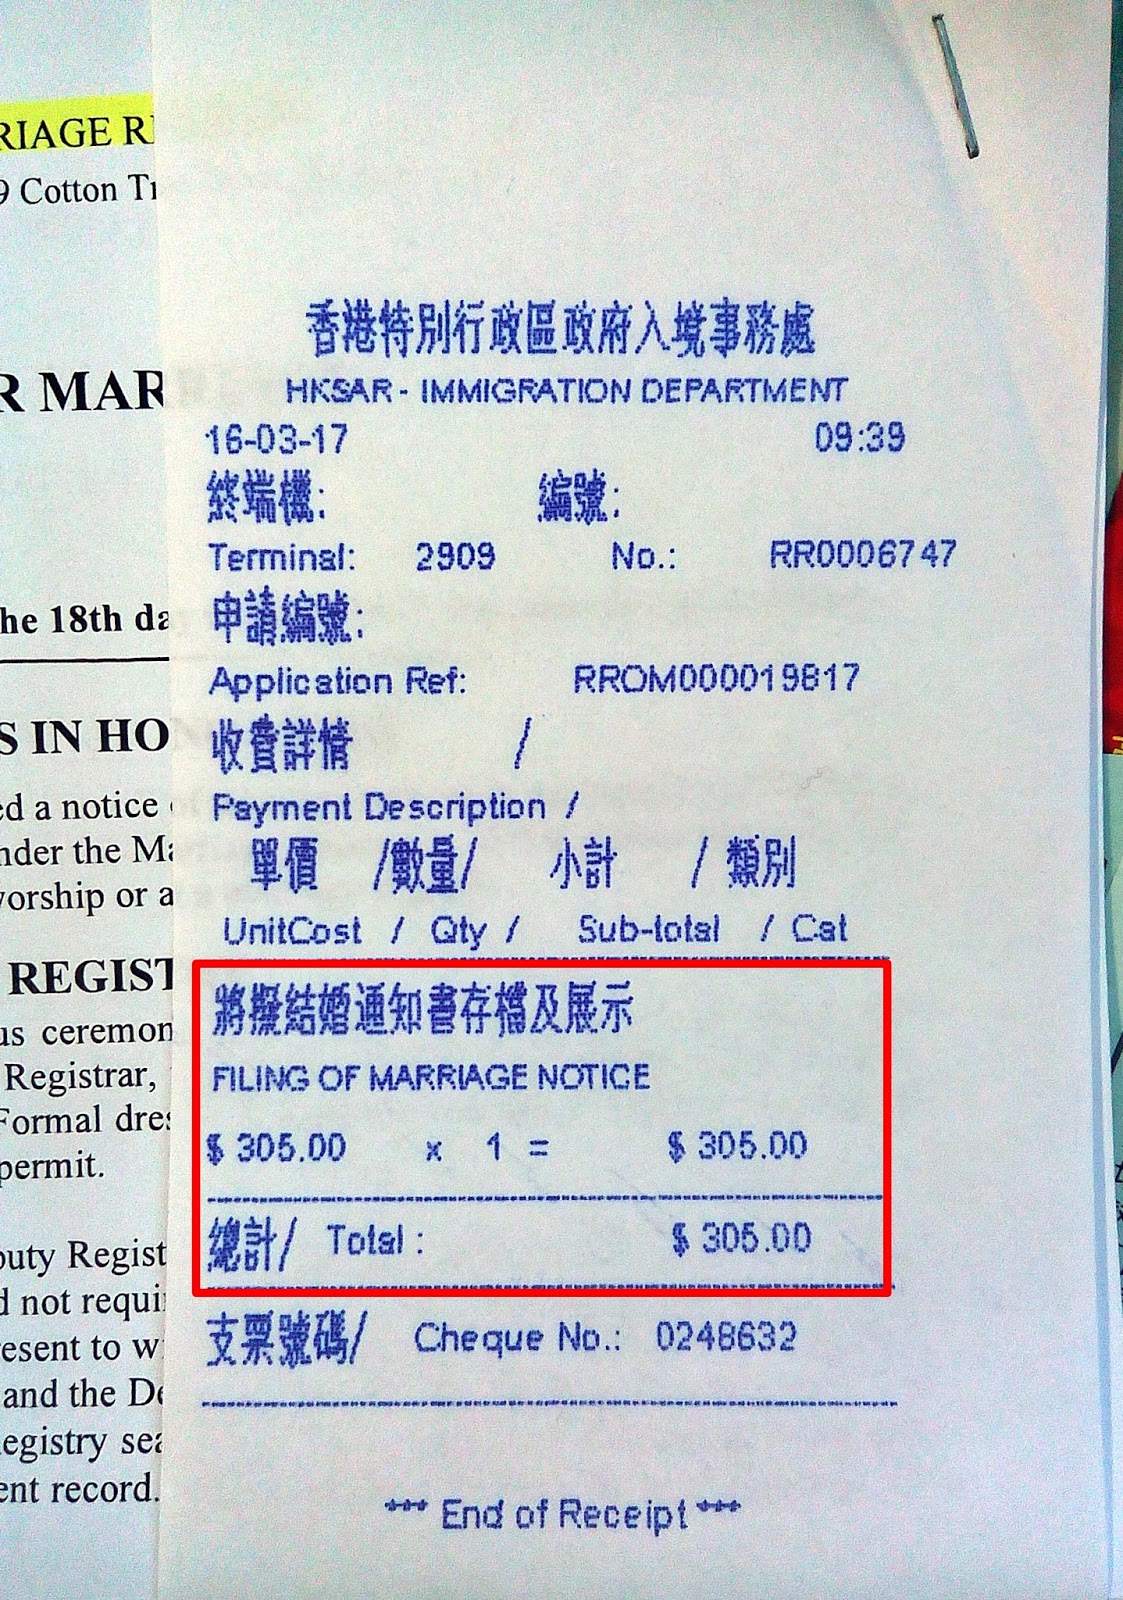 RIAGE R
9 Cotton Tr
R MAR
he 18th da
S IN HO
ed a notice
nder the Ma
worship or a
REGIST
us ceremon
Registrar,
Formal dres
permit.
puty Regist
d not requi
resent to w
and the De
egistry sea
ent record.
香港特別行政區政府入境事務處
HKSAR - IMMIGRATION DEPARTMENT
16-03-17 09:39
終端機: 編號:
Terminal: 2909 No.: RR0006747
申請編號:
Application Ref: RROM000019817
收費詳情 /
Payment Description /
單價 /數量/ 小計 / 類別
UnitCost / Qty / Sub-total / Cat
將擬結婚通知書存檔及展示
FILING OF MARRIAGE NOTICE
$ 305.00 x 1 = $ 305.00
總計/ Total : $ 305.00
支票號碼/ Cheque No.: 0248632
*** End of Receipt ***